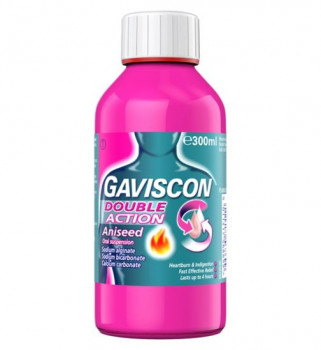 ℮300ml
GAVISCON
DOUBLE
ACTION
Aniseed
Oral suspension
Sodium alginate
Sodium bicarbonate
Calcium carbonate
Heartburn & Indigestion
Fast Effective Relief
Lasts up to 4 hours